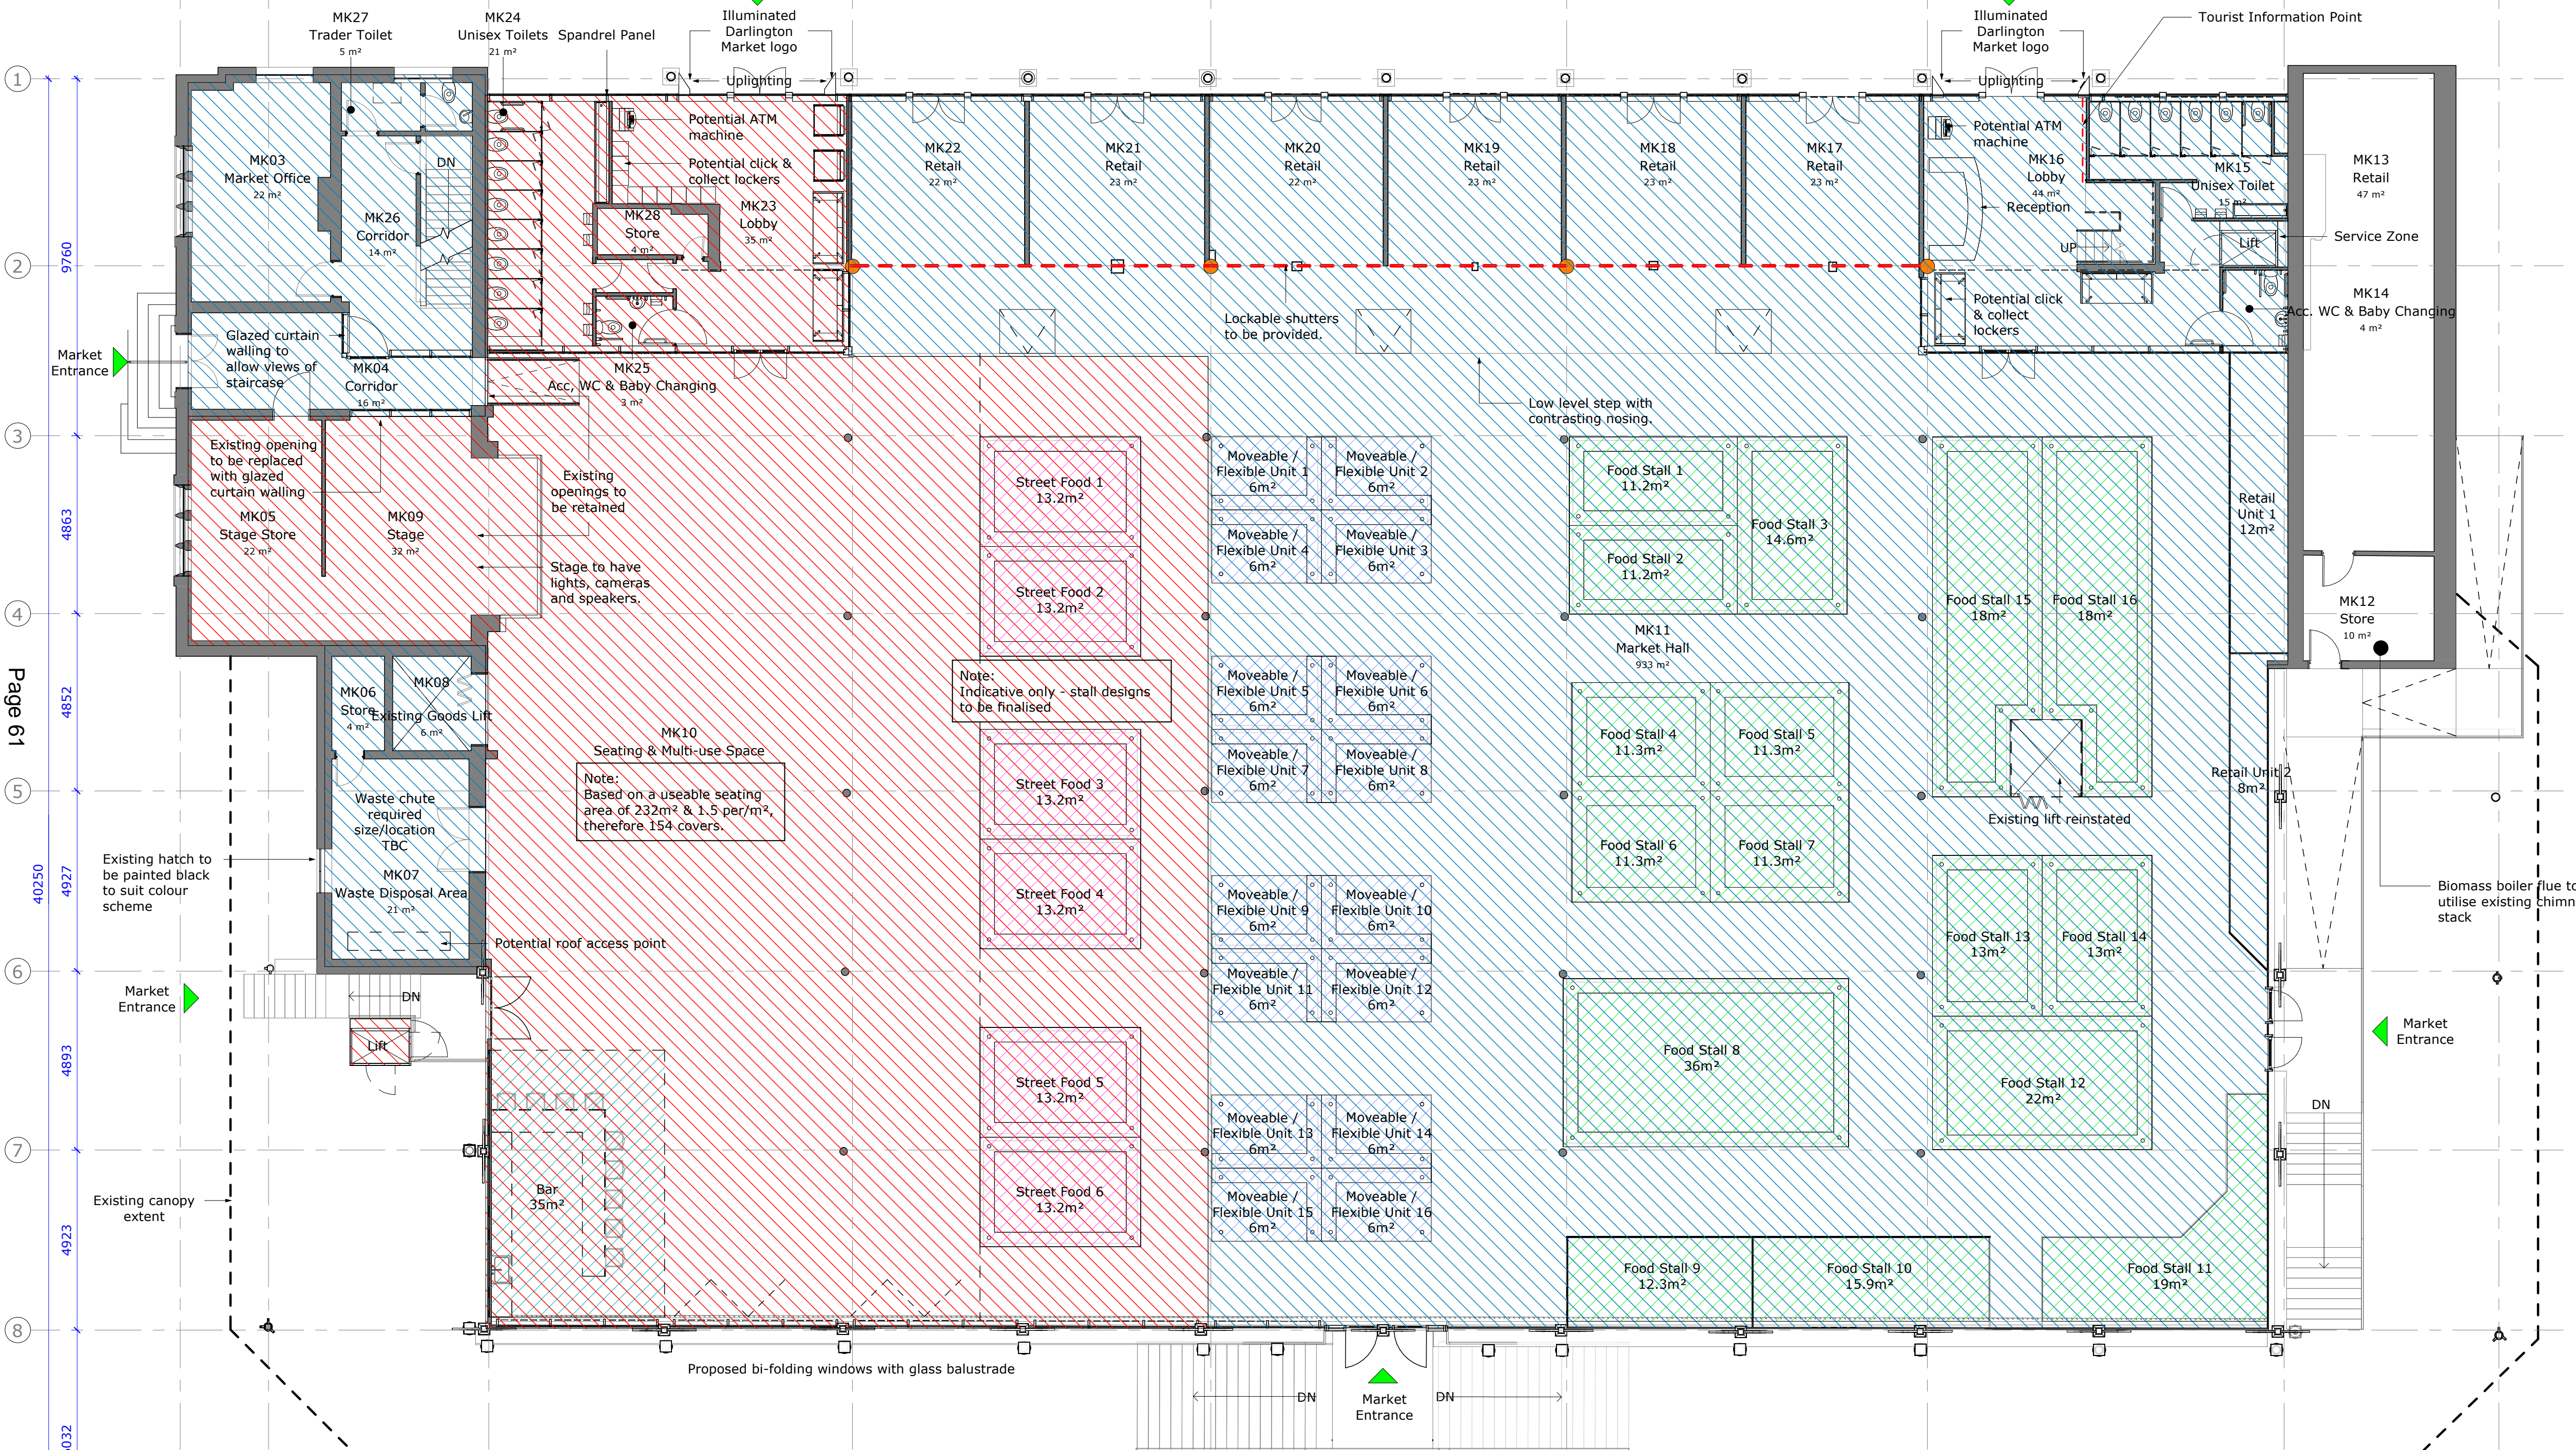 MK27
Trader Toilet
5 m²
MK24
Unisex Toilets
21 m²
Spandrel Panel
Illuminated
Darlington
Market logo
Uplighting
Illuminated
Darlington
Market logo
Uplighting
Tourist Information Point
1
2
3
4
5
6
7
8
9760
4863
4852
4927
4893
4923
40250
Page 61
MK03
Market Office
22 m²
MK26
Corridor
14 m²
DN
Potential ATM
machine
Potential click &
collect lockers
MK28
Store
4 m²
MK23
Lobby
35 m²
MK22
Retail
22 m²
MK21
Retail
23 m²
MK20
Retail
22 m²
MK19
Retail
23 m²
MK18
Retail
23 m²
MK17
Retail
23 m²
Potential ATM
machine
MK16
Lobby
44 m²
Reception
UP
MK15
Unisex Toilet
15 m²
Lift
Service Zone
MK13
Retail
47 m²
MK14
Acc. WC & Baby Changing
4 m²
Potential click
& collect
lockers
Lockable shutters
to be provided.
Low level step with
contrasting nosing.
Market
Entrance
Glazed curtain
walling to
allow views of
staircase
MK04
Corridor
16 m²
MK25
Acc, WC & Baby Changing
3 m²
Existing opening
to be replaced
with glazed
curtain walling
MK05
Stage Store
22 m²
MK09
Stage
32 m²
Existing
openings to
be retained
Stage to have
lights, cameras
and speakers.
MK06
Store
4 m²
MK08
Existing Goods Lift
6 m²
Waste chute
required
size/location
TBC
MK07
Waste Disposal Area
21 m²
Existing hatch to
be painted black
to suit colour
scheme
Potential roof access point
Market
Entrance
DN
Lift
Existing canopy
extent
Bar
35m²
MK10
Seating & Multi-use Space
Note:
Based on a useable seating
area of 232m² & 1.5 per/m²,
therefore 154 covers.
Street Food 1
13.2m²
Street Food 2
13.2m²
Note:
Indicative only - stall designs
to be finalised
Street Food 3
13.2m²
Street Food 4
13.2m²
Street Food 5
13.2m²
Street Food 6
13.2m²
Moveable /
Flexible Unit 1
6m²
Moveable /
Flexible Unit 2
6m²
Moveable /
Flexible Unit 4
6m²
Moveable /
Flexible Unit 3
6m²
Moveable /
Flexible Unit 5
6m²
Moveable /
Flexible Unit 6
6m²
Moveable /
Flexible Unit 7
6m²
Moveable /
Flexible Unit 8
6m²
Moveable /
Flexible Unit 9
6m²
Moveable /
Flexible Unit 10
6m²
Moveable /
Flexible Unit 11
6m²
Moveable /
Flexible Unit 12
6m²
Moveable /
Flexible Unit 13
6m²
Moveable /
Flexible Unit 14
6m²
Moveable /
Flexible Unit 15
6m²
Moveable /
Flexible Unit 16
6m²
Food Stall 1
11.2m²
Food Stall 2
11.2m²
Food Stall 3
14.6m²
MK11
Market Hall
933 m²
Food Stall 4
11.3m²
Food Stall 5
11.3m²
Food Stall 6
11.3m²
Food Stall 7
11.3m²
Food Stall 8
36m²
Food Stall 9
12.3m²
Food Stall 10
15.9m²
Food Stall 11
19m²
Food Stall 15
18m²
Food Stall 16
18m²
Existing lift reinstated
Food Stall 13
13m²
Food Stall 14
13m²
Food Stall 12
22m²
Retail
Unit 1
12m²
Retail Unit 2
8m²
MK12
Store
10 m²
Biomass boiler flue to
utilise existing
stack
Market
Entrance
DN
Proposed bi-folding windows with glass balustrade
DN
Market
Entrance
DN